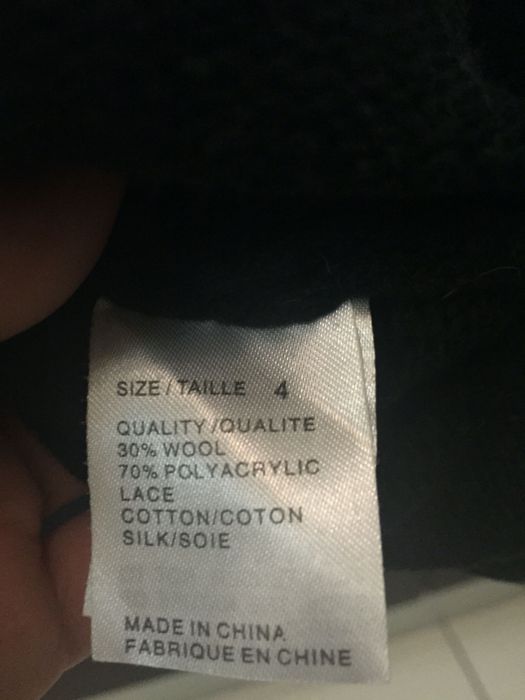 SIZE / TAILLE 4
QUALITY /QUALITE
30% WOOL
70% POLYACRYLIC
LACE
COTTON/COTON
SILK/SOIE
MADE IN CHINA
FABRIQUE EN CHINE